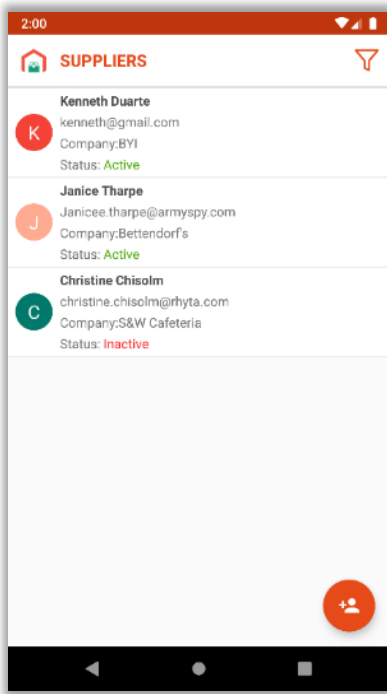 2:00
SUPPLIERS
Kenneth Duarte
K
kenneth@gmail.com
Company:BYI
Status: Active
Janice Tharpe
J
Janicee.tharpe@armyspy.com
Company:Bettendorf's
Status: Active
Christine Chisolm
C
christine.chisolm@rhyta.com
Company:S&W Cafeteria
Status: Inactive